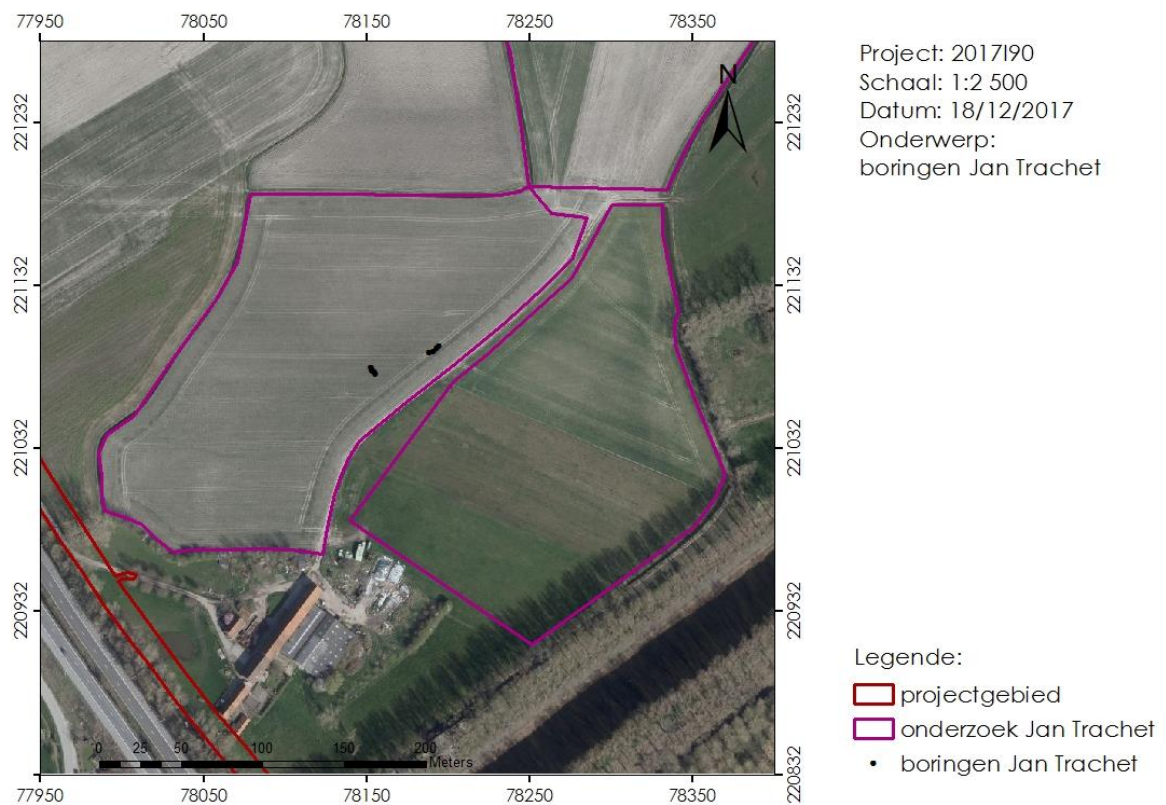 77950 78050 78150 78250 78350
Project: 2017I90
Schaal: 1:2 500
Datum: 18/12/2017
Onderwerp:
boringen Jan Trachet
N
221232 221232
221132 221132
221032 221032
220932 220932
Legende:
projectgebied
onderzoek Jan Trachet
boringen Jan Trachet
0 25 50 100 150 200
Meters
220832
77950 78050 78150 78250 78350